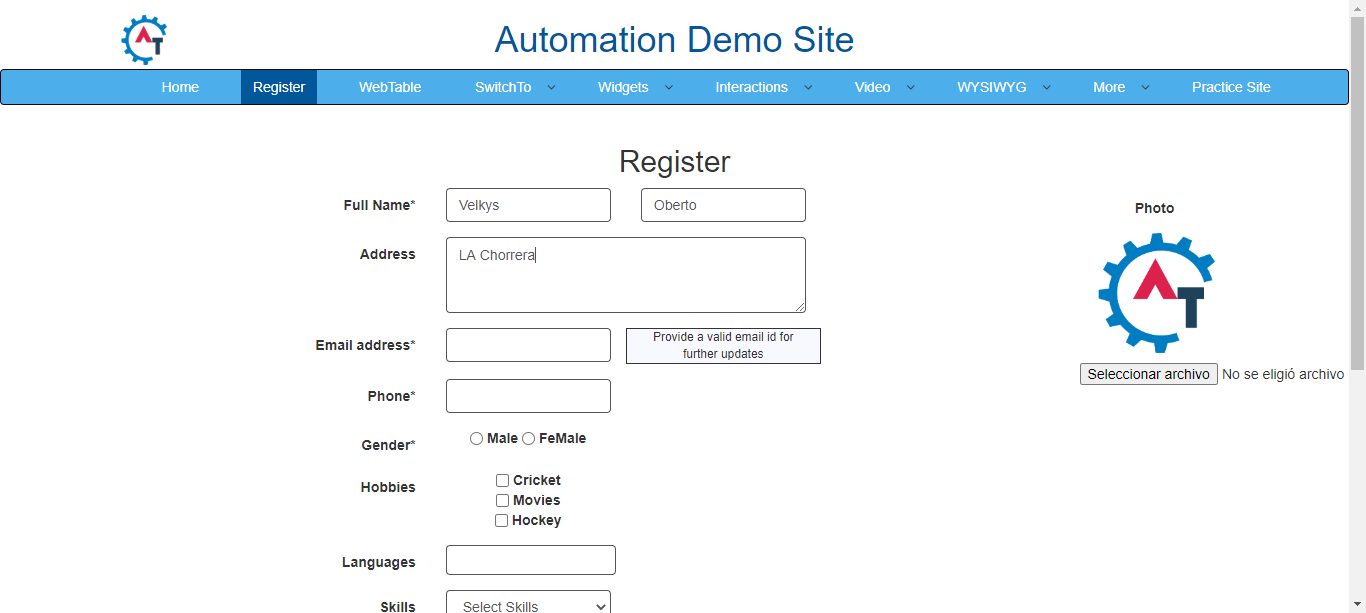 AT
Automation Demo Site
Home Register WebTable SwitchTo Widgets Interactions Video WYSIWYG More Practice Site
Register
Full Name* Velkys Oberto
Photo
Address LA Chorrera
AT
Email address* Provide a valid email id for
further updates
Seleccionar archivo No se eligió archivo
Phone*
Gender* Male FeMale
Hobbies Cricket
Movies
Hockey
Languages
Skills Select Skills